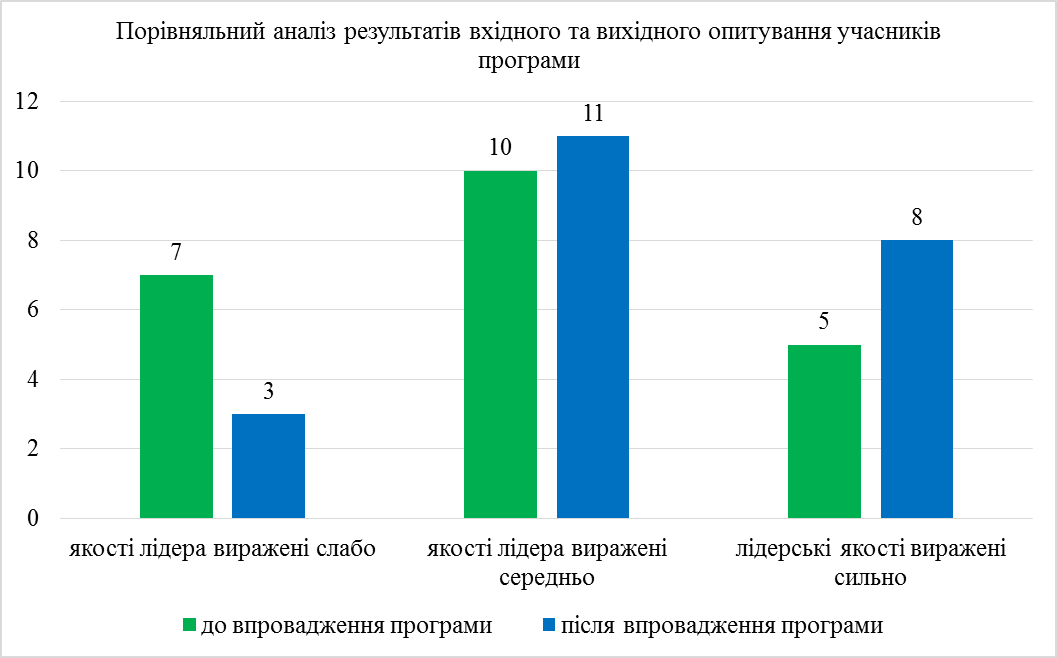 Порівняльний аналіз результатів вхідного та вихідного опитування учасників
програми
12
10
8
6
4
2
0
7
3
10
11
5
8
якості лідера виражені слабо
якості лідера виражені
середньо
лідерські якості виражені
сильно
до впровадження програми
після впровадження програми